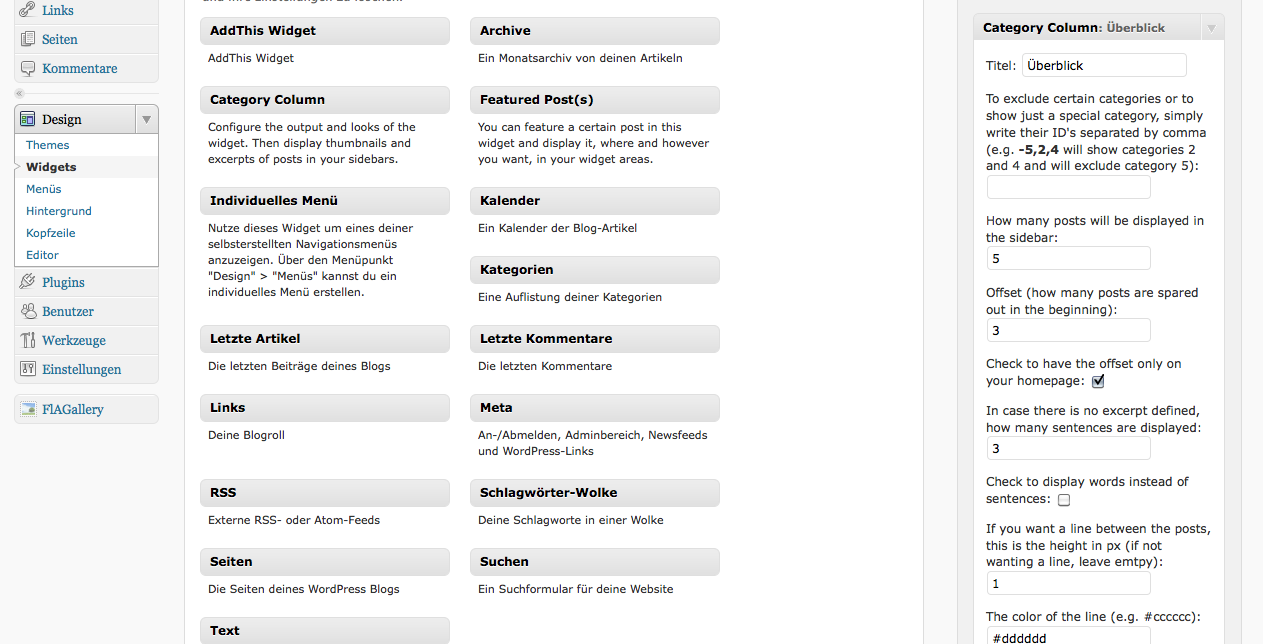 und ihre Einstellungen zu löschen.
Links
Seiten
Kommentare
«
Design
Themes
Widgets
Menüs
Hintergrund
Kopfzeile
Editor
Plugins
Benutzer
Werkzeuge
Einstellungen
FlAGallery
AddThis Widget
AddThis Widget
Archive
Ein Monatsarchiv von deinen Artikeln
Category Column
Configure the output and looks of the
widget. Then display thumbnails and
excerpts of posts in your sidebars.
Featured Post(s)
You can feature a certain post in this
widget and display it, where and however
you want, in your widget areas.
Individuelles Menü
Nutze dieses Widget um eines deiner
selbsterstellten Navigationsmenüs
anzuzeigen. Über den Menüpunkt
"Design" > "Menüs" kannst du ein
individuelles Menü erstellen.
Kalender
Ein Kalender der Blog-Artikel
Kategorien
Eine Auflistung deiner Kategorien
Letzte Artikel
Die letzten Beiträge deines Blogs
Letzte Kommentare
Die letzten Kommentare
Links
Deine Blogroll
Meta
An-/Abmelden, Adminbereich, Newsfeeds
und WordPress-Links
RSS
Externe RSS- oder Atom-Feeds
Schlagwörter-Wolke
Deine Schlagworte in einer Wolke
Seiten
Die Seiten deines WordPress Blogs
Suchen
Ein Suchformular für deine Website
Text
Category Column: Überblick
Titel: Überblick
To exclude certain categories or to
show just a special category, simply
write their ID's separated by comma
(e.g. -5,2,4 will show categories 2
and 4 and will exclude category 5):
How many posts will be displayed in
the sidebar:
5
Offset (how many posts are spared
out in the beginning):
3
Check to have the offset only on
your homepage:
In case there is no excerpt defined,
how many sentences are displayed:
3
Check to display words instead of
sentences:
If you want a line between the posts,
this is the height in px (if not
wanting a line, leave emtpy):
1
The color of the line (e.g. #cccccc):
#dddddd